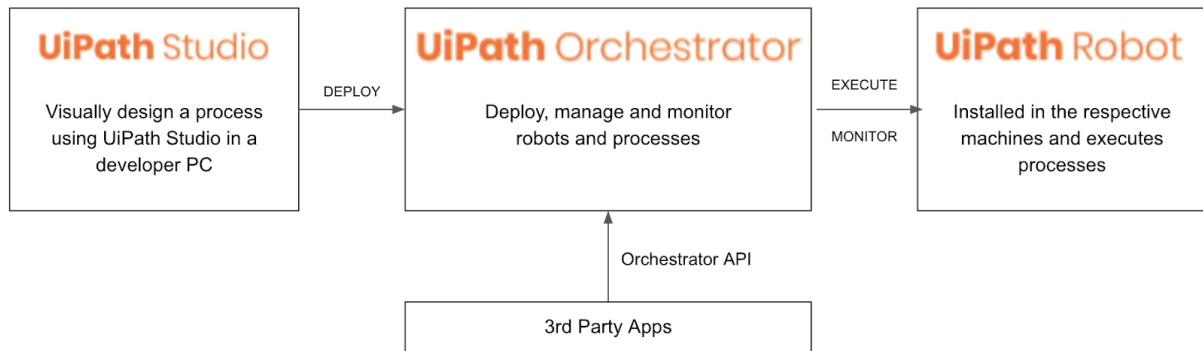 UiPath Studio
Visually design a process
using UiPath Studio in a
developer PC
DEPLOY
UiPath Orchestrator
Deploy, manage and monitor
robots and processes
EXECUTE
MONITOR
UiPath Robot
Installed in the respective
machines and executes
processes
Orchestrator API
3rd Party Apps